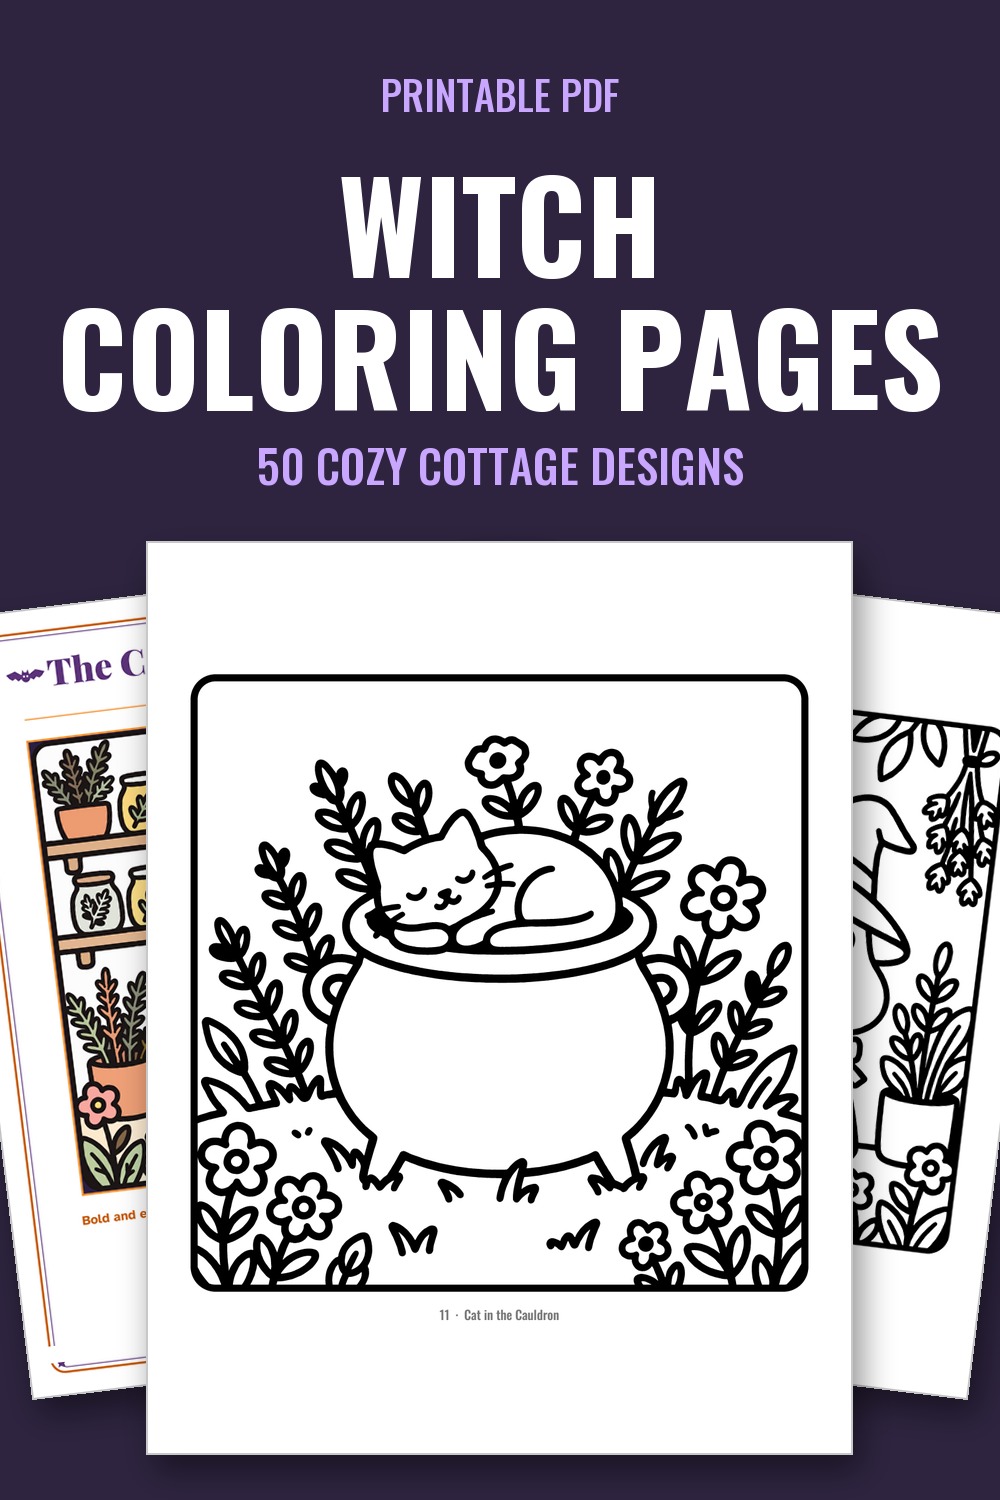 PRINTABLE PDF
WITCH
COLORING PAGES
50 COZY COTTAGE DESIGNS
The C
Bold and e
11 · Cat in the Cauldron